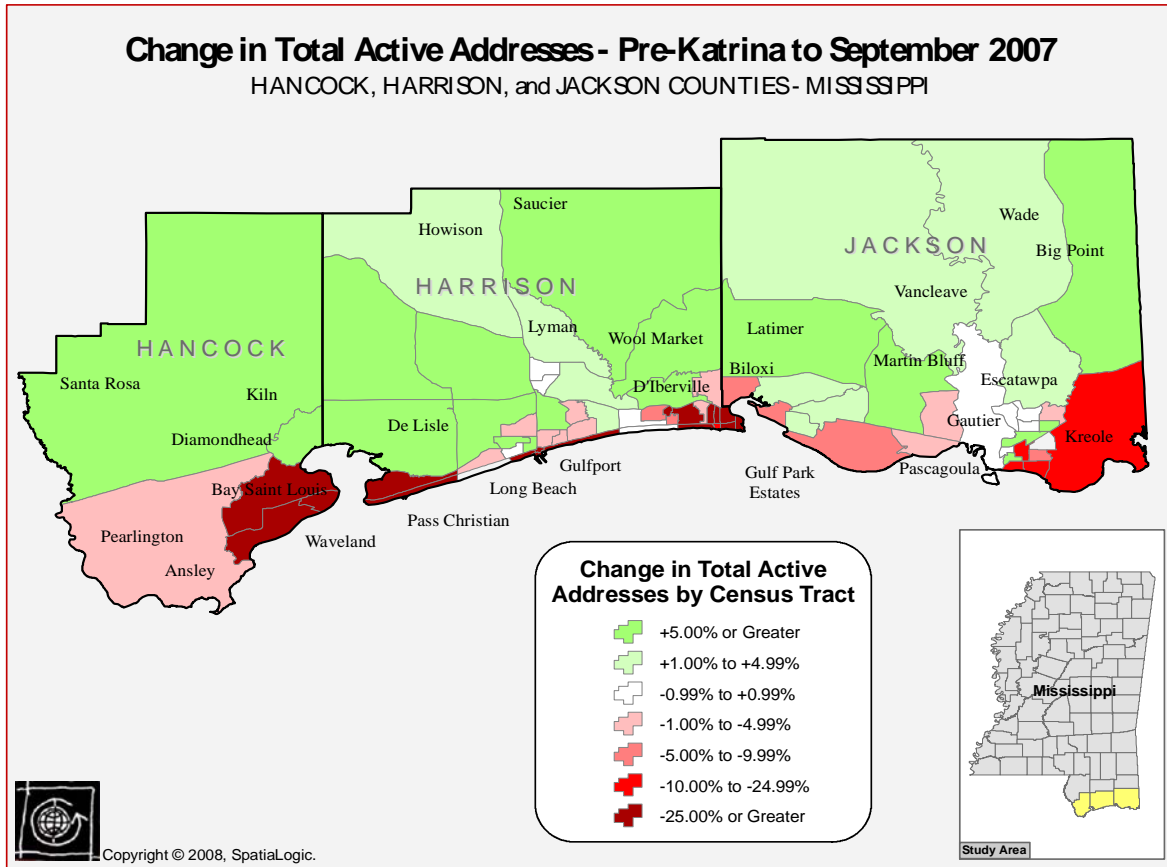 Change in Total Active Addresses - Pre-Katrina to September 2007
HANCOCK, HARRISON, and JACKSON COUNTIES - MISSISSIPPI
Saucier
Howison
Wade
JACKSON
Big Point
HARRISON
Vancleave
Lyman
Wool Market
Latimer
HANCOCK
Martin Bluff
Biloxi
Santa Rosa
D'Iberville
Escatawpa
Kiln
Gautier
De Lisle
Diamondhead
Kreole
Gulfport
Pascagoula
Gulf Park
Estates
Bay Saint Louis
Long Beach
Pass Christian
Pearlington
Waveland
Ansley
Change in Total Active
Addresses by Census Tract
+5.00% or Greater
+1.00% to +4.99%
-0.99% to +0.99%
-1.00% to -4.99%
-5.00% to -9.99%
-10.00% to -24.99%
-25.00% or Greater
Mississippi
Study Area
Copyright © 2008, SpatiaLogic.